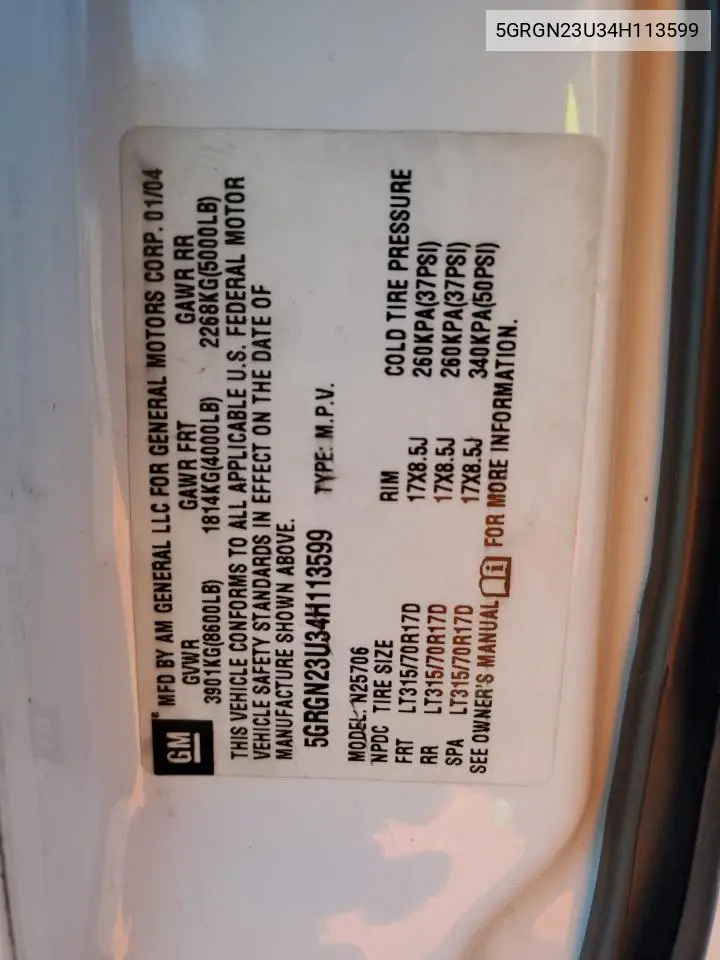 5GRGN23U34H113599
GM ® MFD BY AM GENERAL LLC FOR GENERAL MOTORS CORP. 01/04
GVWR GAWR FRT GAWR RR
3901KG(8600LB) 1814KG(4000LB) 2268KG(5000LB)
THIS VEHICLE CONFORMS TO ALL APPLICABLE U.S. FEDERAL MOTOR
VEHICLE SAFETY STANDARDS IN EFFECT ON THE DATE OF
MANUFACTURE SHOWN ABOVE.
5GRGN23U34H113599 TYPE: M.P.V.
MODEL: N25706
NPDC TIRE SIZE RIM COLD TIRE PRESSURE
FRT LT315/70R17D 17X8.5J 260KPA(37PSI)
RR LT315/70R17D 17X8.5J 260KPA(37PSI)
SPA LT315/70R17D 17X8.5J 340KPA(50PSI)
SEE OWNER'S MANUAL i FOR MORE INFORMATION.